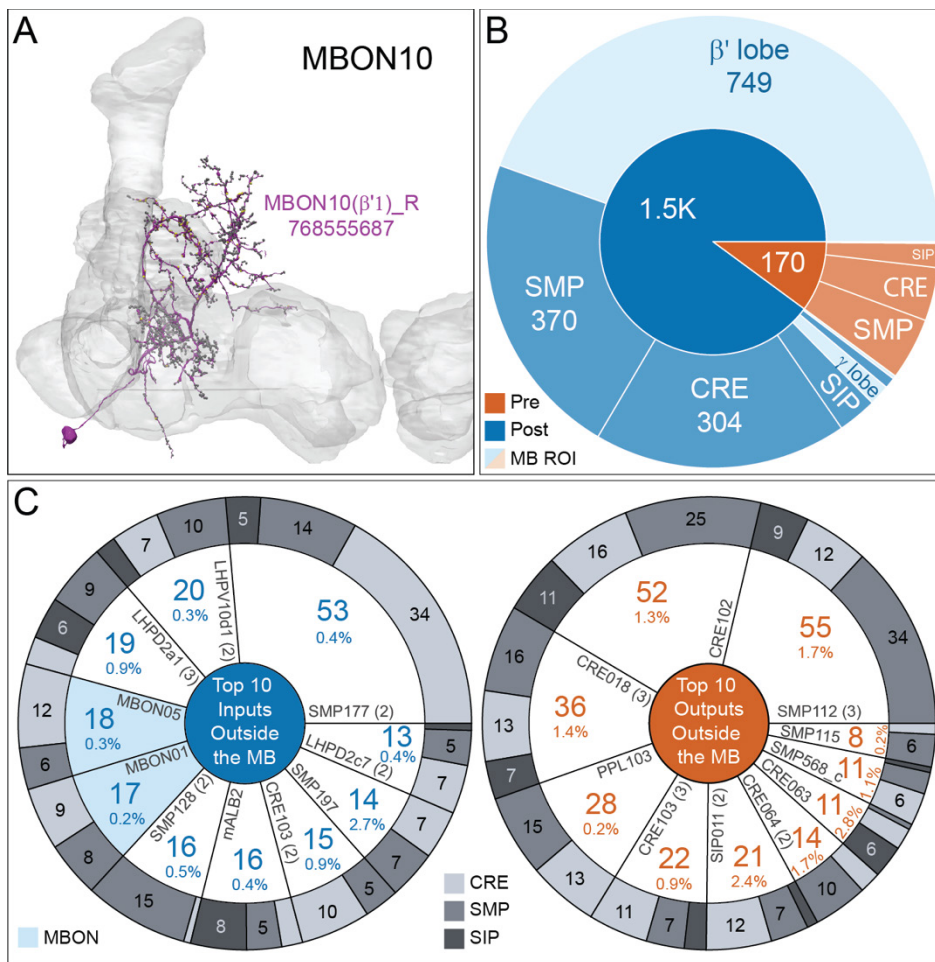 A
MBON10
MBON10(β'1)_R
768555687
B
β' lobe
749
1.5K
170
SIP
CRE
SMP
SMP
370
CRE
304
SIP
γ lobe
Pre
Post
MB ROI
C
Top 10
Inputs
Outside
the MB
SMP177 (2)
53
0.4%
34
14
5
LHPV10d1 (2)
20
0.3%
10
7
LHPD2a1 (3)
19
0.9%
9
6
MBON05
18
0.3%
12
6
MBON01
17
0.2%
9
8
SMP128 (2)
16
0.5%
15
mALB2
16
0.4%
8
5
CRE103 (2)
15
0.9%
10
5
SMP197
14
2.7%
7
7
LHPD2c7 (2)
13
0.4%
7
5
MBON
CRE
SMP
SIP
Top 10
Outputs
Outside
the MB
SMP112 (3)
55
1.7%
34
12
9
CRE102
52
1.3%
25
16
11
CRE018 (3)
36
1.4%
16
13
7
PPL103
28
0.2%
15
13
CRE103 (3)
22
0.9%
11
7
SIP011 (2)
21
2.4%
12
7
CRE064 (2)
14
1.7%
10
CRE063
11
2.8%
6
SMP568_c
11
1.1%
6
SMP115
8
0.2%
6